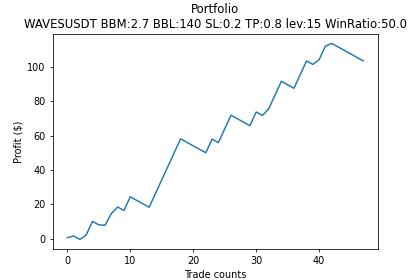 Portfolio
WAVESUSDT BBM:2.7 BBL:140 SL:0.2 TP:0.8 lev:15 WinRatio:50.0
100
80
60
40
20
0
Profit ($)
0 10 20 30 40
Trade counts